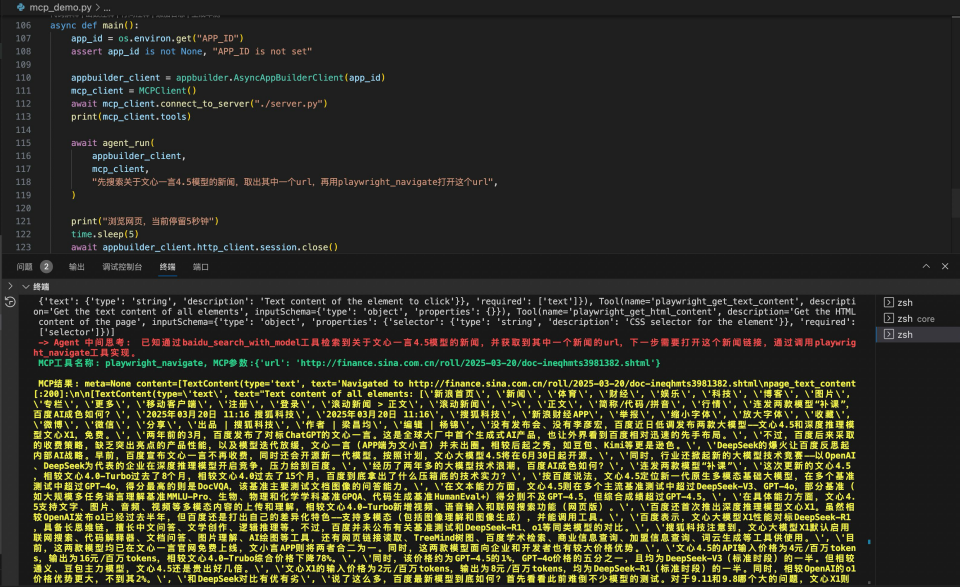 mcp_demo.py > ...
106 async def main():
107 app_id = os.environ.get("APP_ID")
108 assert app_id is not None, "APP_ID is not set"
109
110 appbuilder_client = appbuilder.AsyncAppBuilderClient(app_id)
111 mcp_client = MCPClient()
112 await mcp_client.connect_to_server("./server.py")
113 print(mcp_client.tools)
114
115 await agent_run(
116 appbuilder_client,
117 mcp_client,
118 "先搜索关于文心一言4.5模型的新闻，取出其中一个url，再用playwright_navigate打开这个url",
119 )
120
121 print("浏览网页，当前停留5秒钟")
122 time.sleep(5)
123 await appbuilder_client.http_client.session.close()
问题 2 输出 调试控制台 终端 端口
终端
{'text': {'type': 'string', 'description': 'Text content of the element to click'}}, 'required': ['text']}), Tool(name='playwright_get_text_content', descripti
on='Get the text content of all elements', inputSchema={'type': 'object', 'properties': {}}), Tool(name='playwright_get_html_content', description='Get the HTML
content of the page', inputSchema={'type': 'object', 'properties': {'selector': {'type': 'string', 'description': 'CSS selector for the element'}}, 'required':
['selector']})]
-> Agent 中间思考： 已知通过baidu_search_with_model工具检索到关于文心一言4.5模型的新闻，并获取到其中一个新闻的url，下一步需要打开这个新闻链接，通过调用playwrig
ht_navigate工具实现。
MCP工具名称: playwright_navigate, MCP参数:{'url': 'http://finance.sina.com.cn/roll/2025-03-20/doc-ineqhmts3981382.shtml'}
MCP结果: meta=None content=[TextContent(type='text', text='Navigated to http://finance.sina.com.cn/roll/2025-03-20/doc-ineqhmts3981382.shtml\npage_text_content
[:200]:\n\n[TextContent(type=\'text\', text="Text content of all elements: [\'新浪首页\', \'新闻\', \'体育\', \'财经\', \'娱乐\', \'科技\', \'博客\', \'图片\',
\'专栏\', \'更多\', \'移动客户端\', \'注册\', \'登录\', \'滚动新闻 > 正文\', \'滚动新闻\', \'>\', \'正文\', \'简称/代码/拼音\', \'行情\', \'连发两款模型“补课”，
百度AI成色如何？\', \'2025年03月20日 11:16 搜狐科技\', \'2025年03月20日 11:16\', \'搜狐科技\', \'新浪财经APP\', \'举报\', \'缩小字体\', \'放大字体\', \'收藏\',
\'微博\', \'微信\', \'分享\', \'出品 | 搜狐科技\', \'作者 | 梁昌均\', \'编辑 | 杨锦\', \'没有发布会、没有李彦宏，百度近日低调发布两款大模型——文心4.5和深度推理模
型文心X1，免费。\', \'两年前的3月，百度发布了对标ChatGPT的文心一言。这是全球大厂中首个生成式AI产品，也让外界看到百度相对迅速的先手布局。\', \'不过，百度后来采取
的收费策略，缺乏突出亮点的产品性能，以及模型迭代放缓，文心一言（APP端为文小言）并未出圈。相较后起之秀，如豆包、Kimi等更是逊色。\', \'DeepSeek的爆火让百度反思起
内部AI战略。早前，百度宣布文心一言不再收费，同时还会开源新一代模型。按照计划，文心大模型4.5将在6月30日起开源。\', \'同时，行业还掀起新的大模型技术竞赛——以OpenAI
、DeepSeek为代表的企业在深度推理模型开启竞争，压力给到百度。\', \'经历了两年多的大模型技术浪潮，百度AI成色如何？\', \'连发两款模型“补课”\', \'这次更新的文心4.5
，相较文心4.0-Turbo过去了8个月，相较文心4.0过去了15个月，百度到底拿出了什么压箱底的技术实力？\', \'按百度说法，文心4.5定位新一代原生多模态基础大模型，在多个基准
测试中超过GPT-4o，得分最高的则是DocVQA，该基准主要测试文档图像的问答能力。\', \'在文本能力方面，文心4.5则在多个主流基准测试中超过DeepSeek-V3、GPT-4o，部分基准（
如大规模多任务语言理解基准MMLU-Pro、生物、物理和化学学科基准GPQA、代码生成基准HumanEval+）得分则不及GPT-4.5，但综合成绩超过GPT-4.5。\', \'在具体能力方面，文心4.
5支持文字、图片、音频、视频等多模态内容的上传和理解，相较文心4.0-Turbo新增视频、语音输入和联网搜索功能（网页版）。\', \'百度还首次推出深度推理模型文心X1。虽然相
较OpenAI发布o1已经过去半年，但百度还是打出自己的差异化特色——支持多模态（包括图像理解和图像生成），并能调用工具。\', \'百度表示，文心大模型X1性能对标DeepSeek-R1
，具备长思维链，擅长中文问答、文学创作、逻辑推理等。不过，百度并未公布有关基准测试和DeepSeek-R1、o1等同类模型的对比。\', \'搜狐科技注意到，文心大模型X1默认启用
联网搜索、代码解释器、文档问答、图片理解、AI绘图等工具，还有网页链接读取、TreeMind树图、百度学术检索、商业信息查询、加盟信息查询、词云生成等工具供使用。\', \'目
前，这两款模型均已在文心一言官网免费上线，文小言APP则将两者合二为一。同时，这两款模型面向企业和开发者也有较大价格优势。\', \'文心4.5的API输入价格为4元/百万token
s，输出为16元/百万tokens，相较文心4.0-Trubo综合价格下降78%。\', \'同时，该价格约为GPT-4.5的1%、GPT-4o价格的五分之一，且均为DeepSeek-V3（标准时段）的一半。但相较
通义、豆包主力模型，文心4.5还是贵出好几倍。\', \'文心X1的输入价格为2元/百万tokens，输出为8元/百万tokens，均为DeepSeek-R1（标准时段）的一半。同时，相较OpenAI的o1
价格优势更大，不到其2%。\', \'和DeepSeek对比有优有劣\', \'说了这么多，百度最新模型到底如何？首先看看此前难倒不少模型的测试。对于9.11和9.8哪个大的问题，文心X1则
zsh
zsh core
zsh